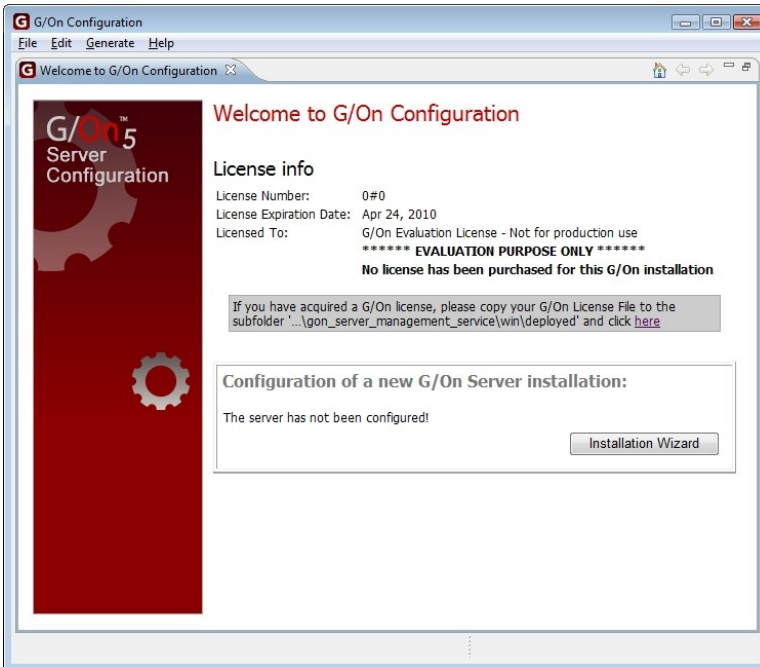 G/On Configuration
File Edit Generate Help
Welcome to G/On Configuratio
G/On™5
Server
Configuration
Welcome to G/On Configuration
License info
License Number: 0#0
License Expiration Date: Apr 24, 2010
Licensed To: G/On Evaluation License - Not for production use
****** EVALUATION PURPOSE ONLY ******
No license has been purchased for this G/On installation
If you have acquired a G/On license, please copy your G/On License File to the
subfolder '...\gon_server_management_service\win\deployed' and click here
Configuration of a new G/On Server installation:
The server has not been configured!
Installation Wizard